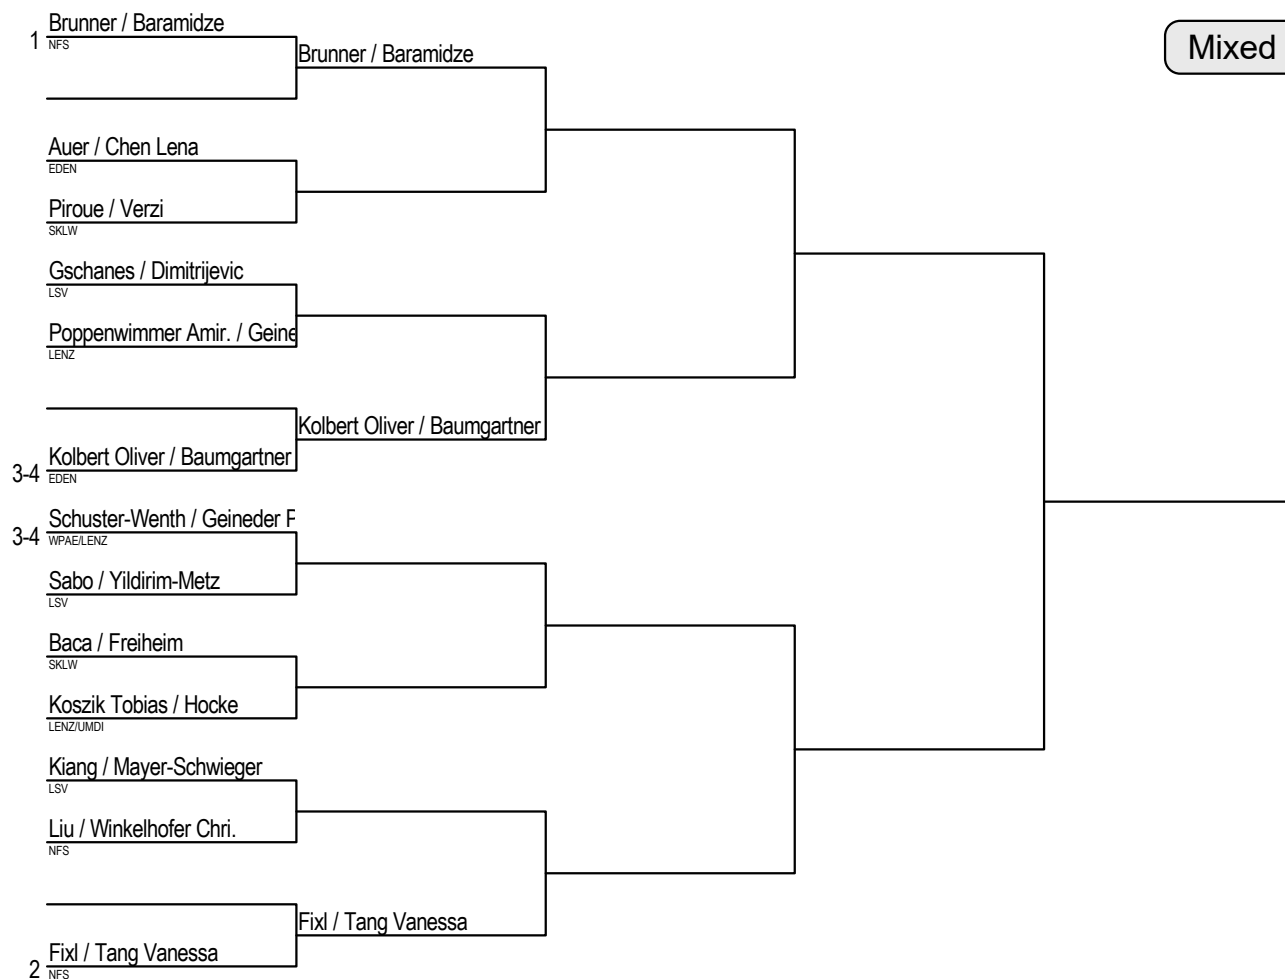 Mixed
Brunner / Baramidze
1
NFS
Brunner / Baramidze
Auer / Chen Lena
EDEN
Piroue / Verzi
SKLW
Gschanes / Dimitrijevic
LSV
Poppenwimmer Amir. / Geine
LENZ
Kolbert Oliver / Baumgartner
Kolbert Oliver / Baumgartner
3-4
EDEN
Schuster-Wenth / Geineder P
3-4
WPAE/LENZ
Sabo / Yildirim-Metz
LSV
Baca / Freiheim
SKLW
Koszik Tobias / Hocke
LENZ/UMDI
Kiang / Mayer-Schwieger
LSV
Liu / Winkelhofer Chri.
NFS
Fixl / Tang Vanessa
Fixl / Tang Vanessa
2
NFS